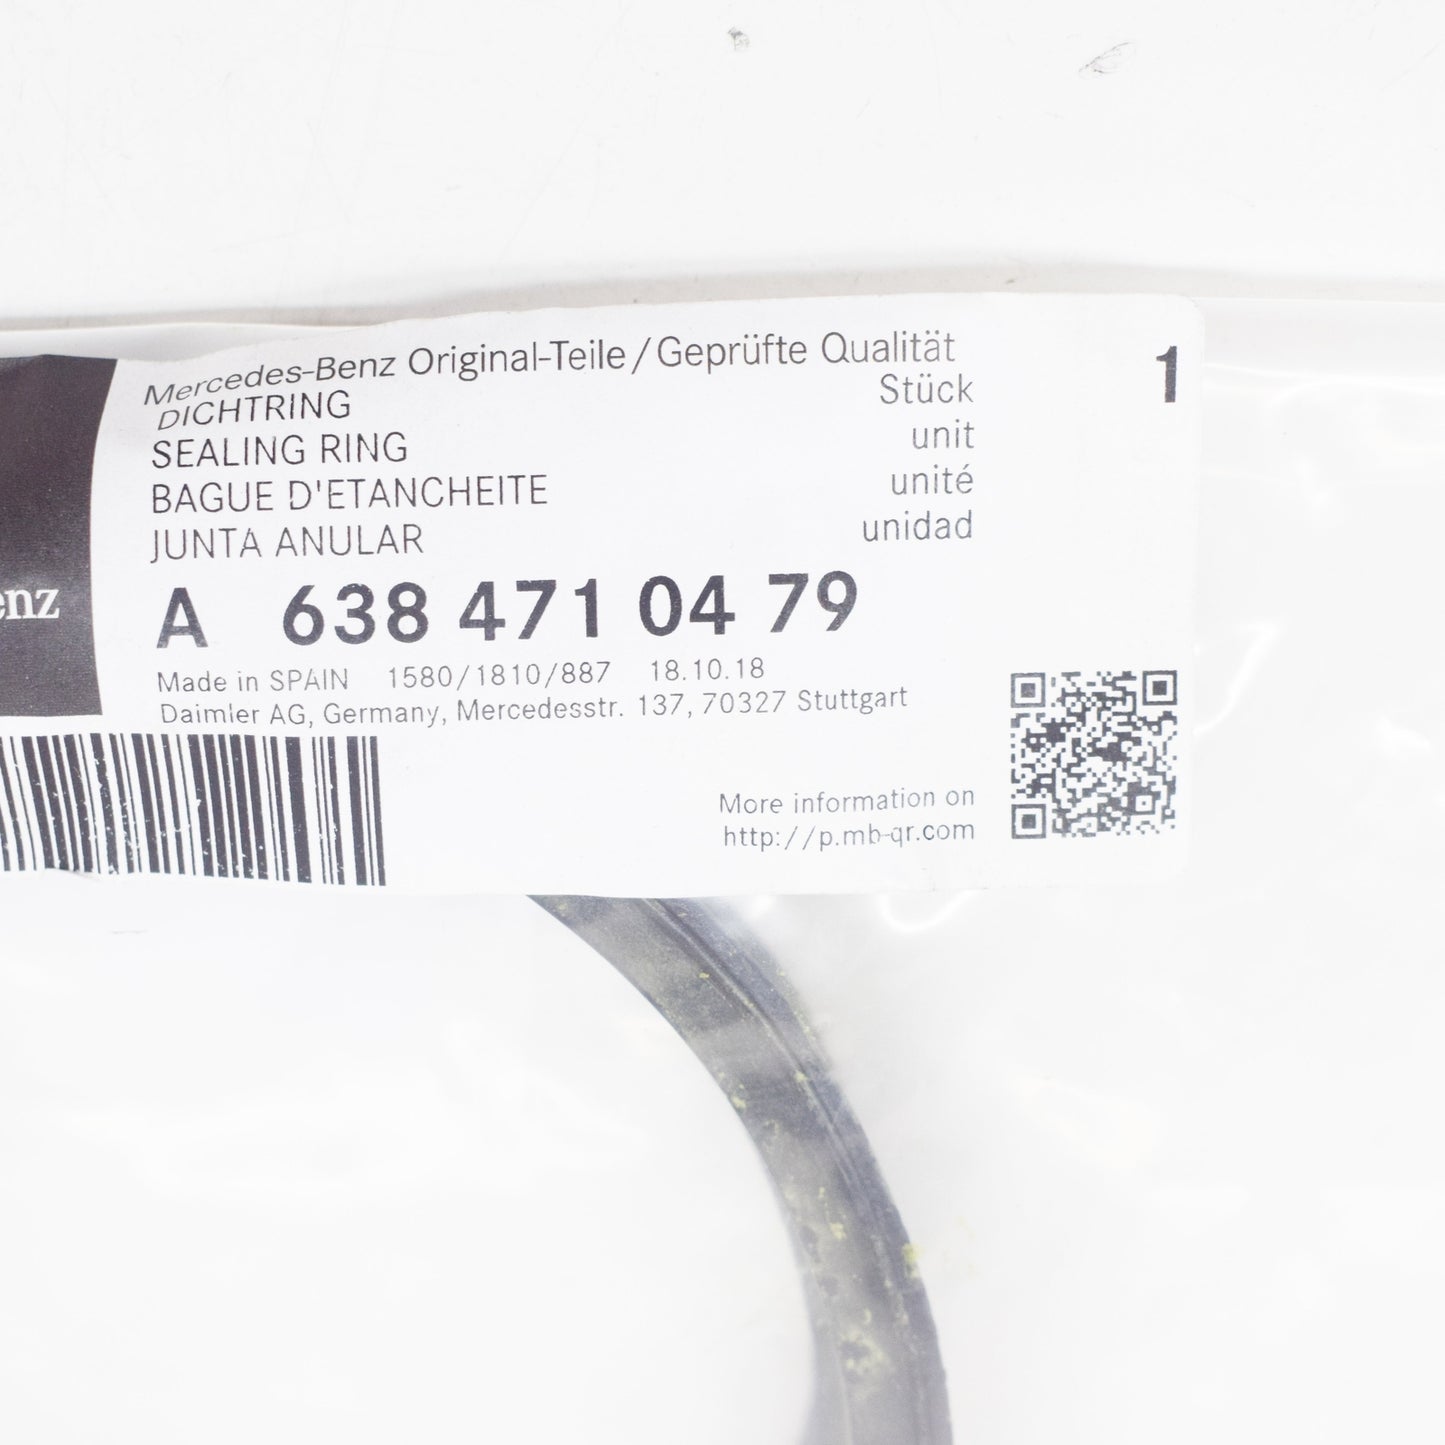 Mercedes-Benz Original-Teile/Geprüfte Qualität
DICHTRING Stück 1
SEALING RING unit
BAGUE D'ETANCHEITE unité
JUNTA ANULAR unidad
A 638 471 04 79
enz
Made in SPAIN 1580/1810/887 18.10.18
Daimler AG, Germany, Mercedesstr. 137, 70327 Stuttgart
More information on
http://p.mb-qr.com